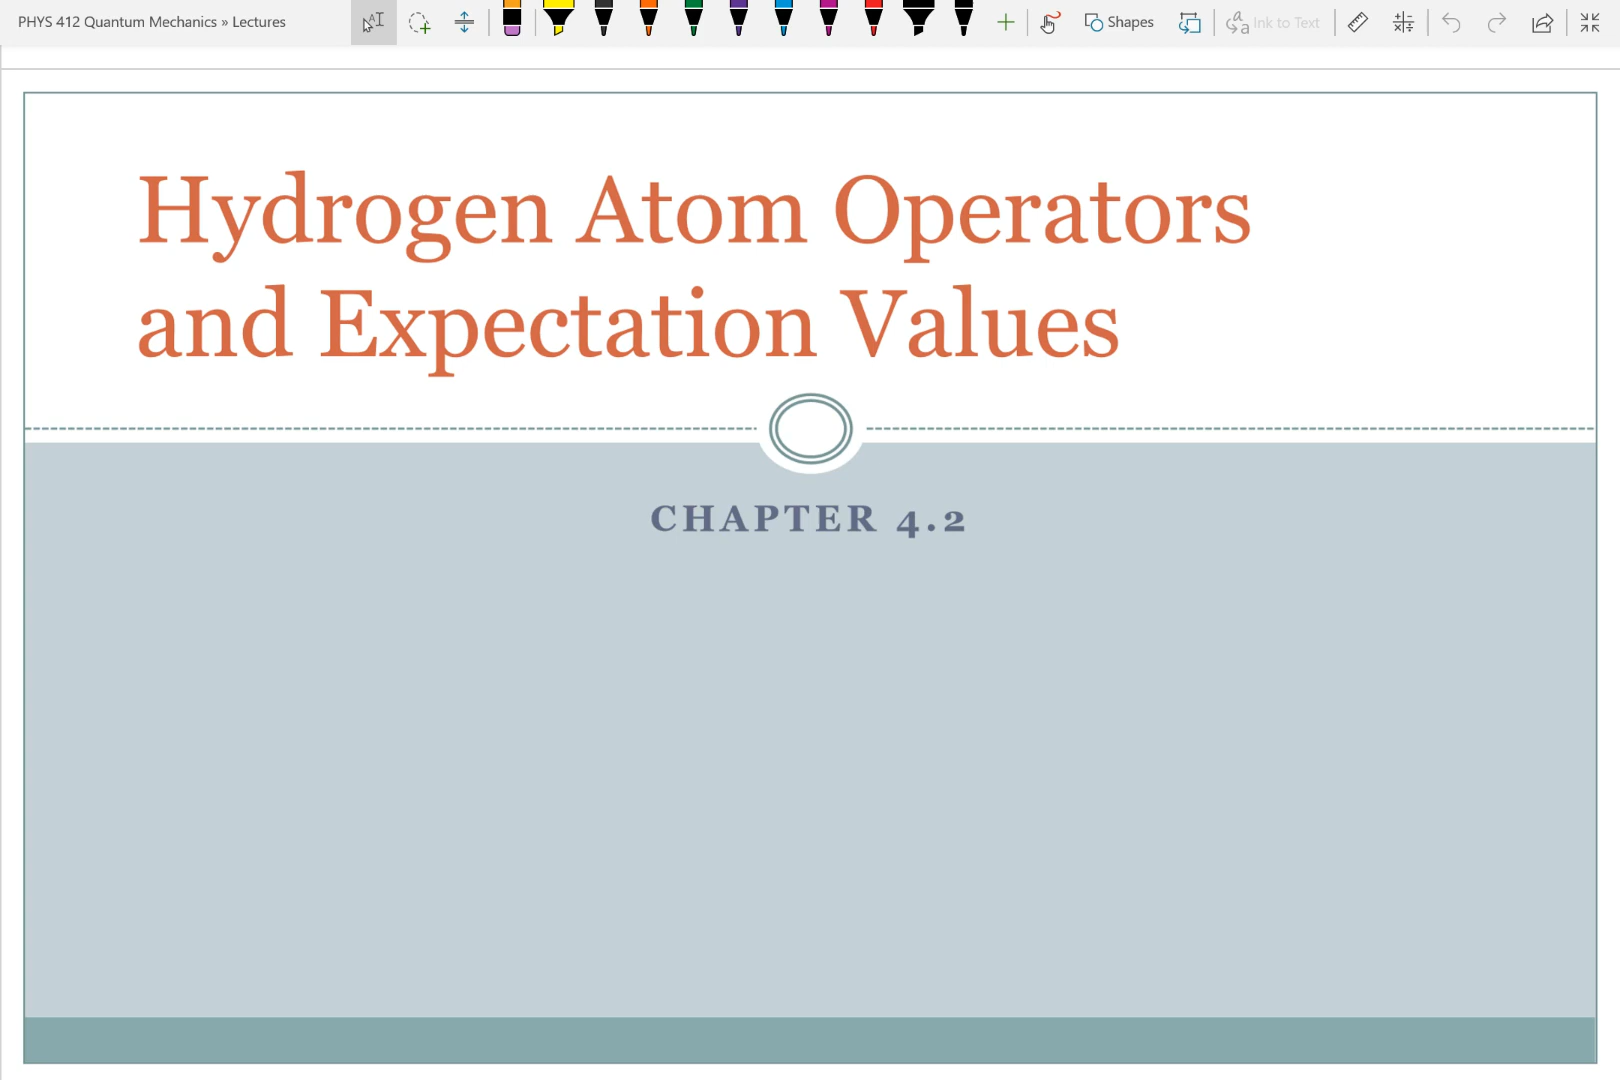 PHYS 412 Quantum Mechanics » Lectures
Shapes
Ink to Text
Hydrogen Atom Operators
and Expectation Values
CHAPTER 4.2